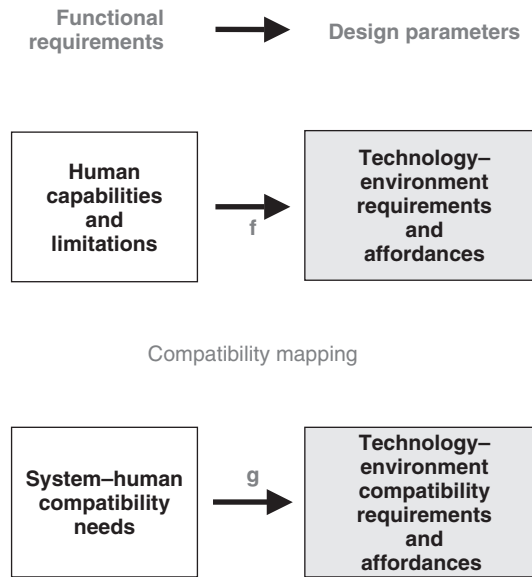 Functional
requirements
Design parameters
Human
capabilities
and
limitations
f
Technology–
environment
requirements
and
affordances
Compatibility mapping
System–human
compatibility
needs
g
Technology–
environment
compatibility
requirements
and
affordances